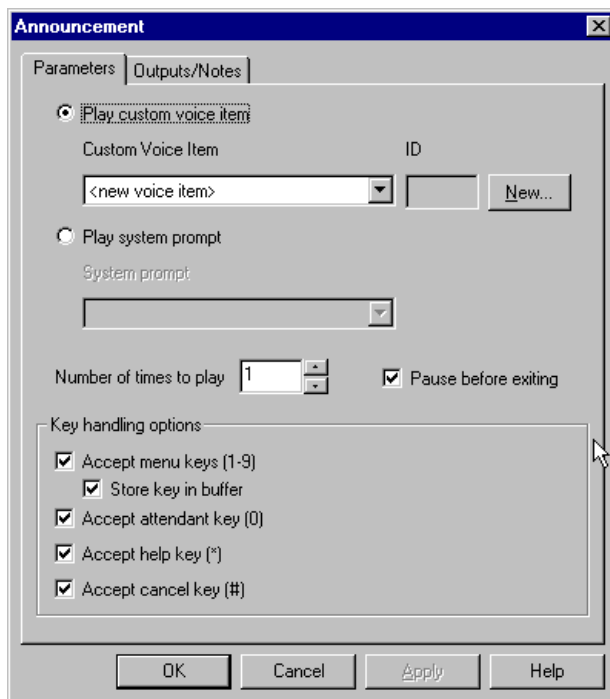 Announcement
Parameters
Outputs/Notes
Play custom voice item
Custom Voice Item
ID
<new voice item>
New...
Play system prompt
System prompt
Number of times to play
1
Pause before exiting
Key handling options
Accept menu keys (1-9)
Store key in buffer
Accept attendant key (0)
Accept help key (*)
Accept cancel key (#)
OK
Cancel
Apply
Help